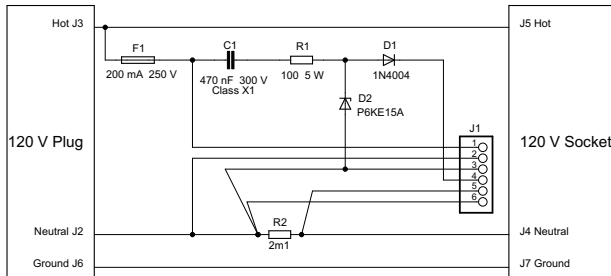 Hot J3
J5 Hot
F1
C1
R1
D1
200 mA 250 V
470 nF 300 V
Class X1
100 5 W
1N4004
D2
P6KE15A
J1
120 V Plug
120 V Socket
1
2
3
4
5
6
R2
2m1
Neutral J2
J4 Neutral
Ground J6
J7 Ground